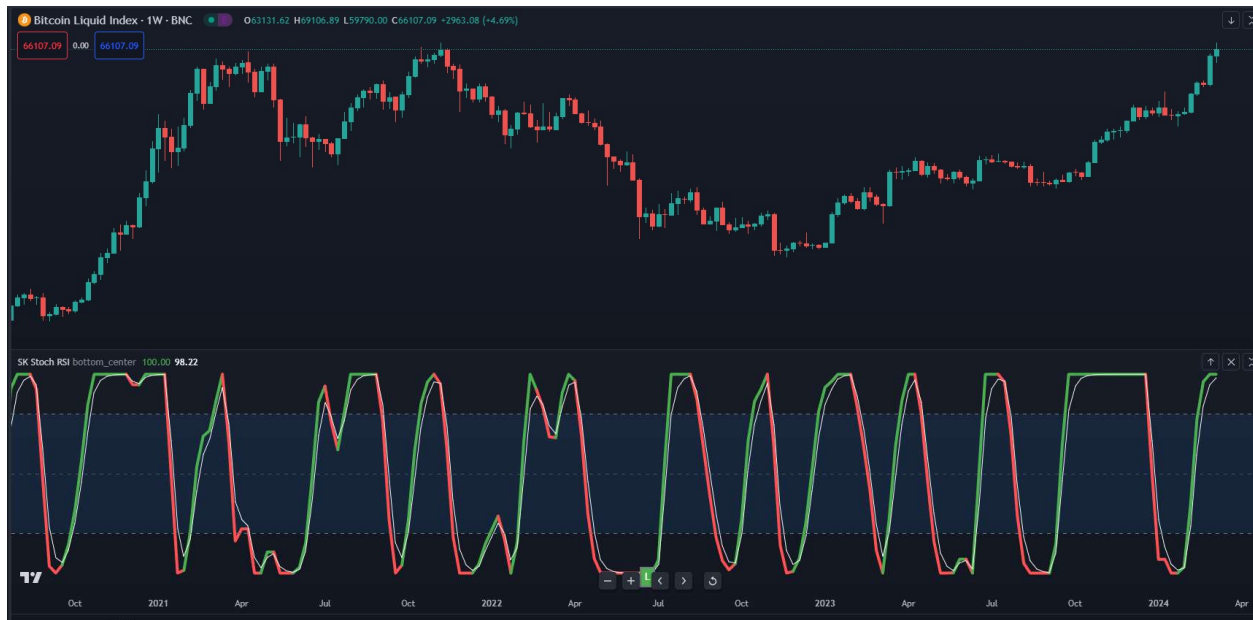 Bitcoin Liquid Index · 1W · BNC O63131.62 H69106.89 L59790.00 C66107.09 +2963.08 (+4.69%)
66107.09 0.00 66107.09
SK Stoch RSI bottom_center 100.00 98.22
L
Oct 2021 Apr Jul Oct 2022 Apr Jul Oct 2023 Apr Jul Oct 2024 Apr